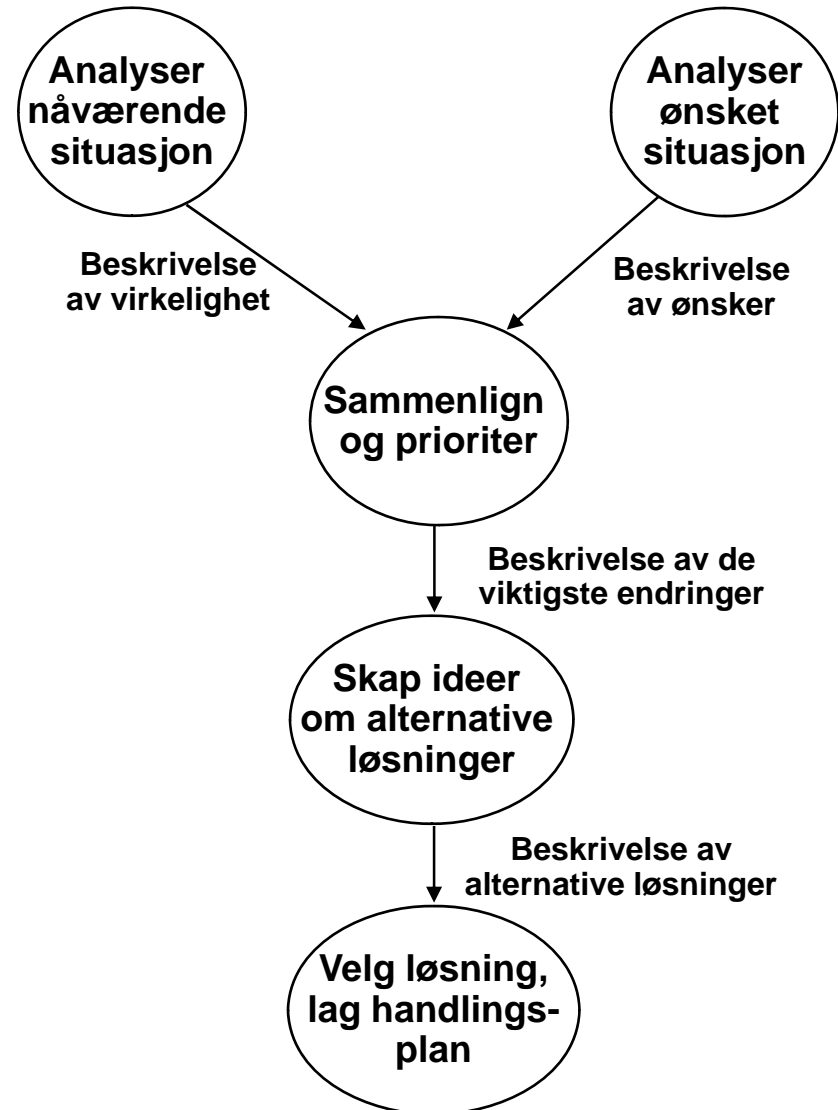 Analyser
nåværende
situasjon
Analyser
ønsket
situasjon
Beskrivelse
av virkelighet
Beskrivelse
av ønsker
Sammenlign
og prioriter
Beskrivelse av de
viktigste endringer
Skap ideer
om alternative
løsninger
Beskrivelse av
alternative løsninger
Velg løsning,
lag handlings-
plan